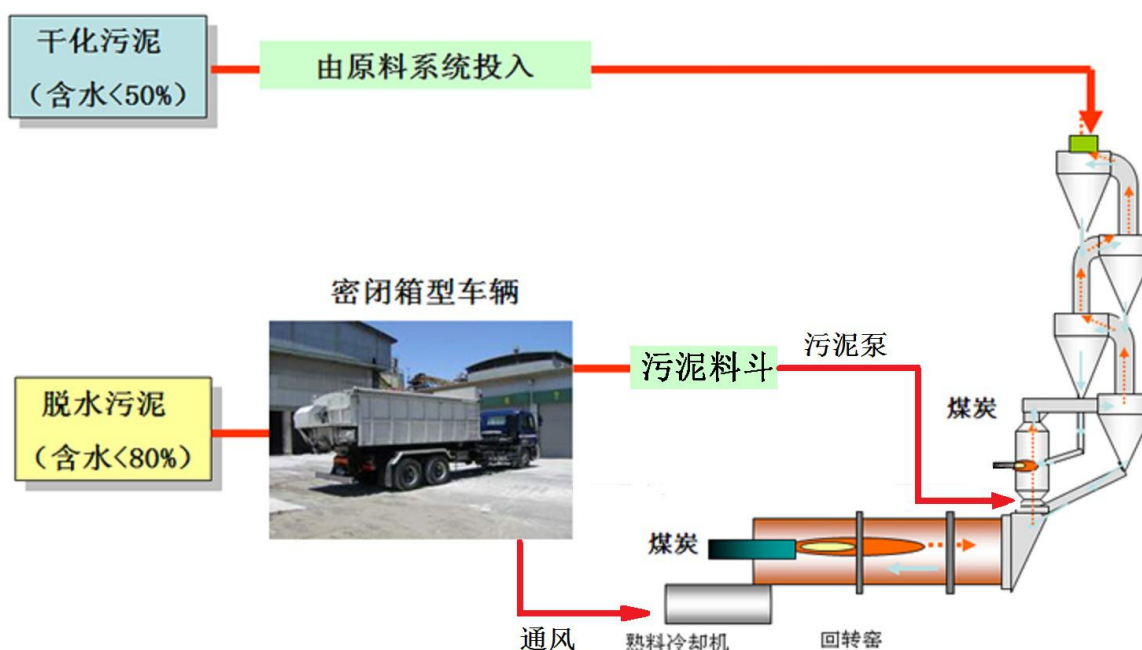 干化污泥
（含水<50%）
由原料系统投入
密闭箱型车辆
脱水污泥
（含水<80%）
污泥料斗
污泥泵
煤炭
煤炭
通风
熟料冷却机
回转窑